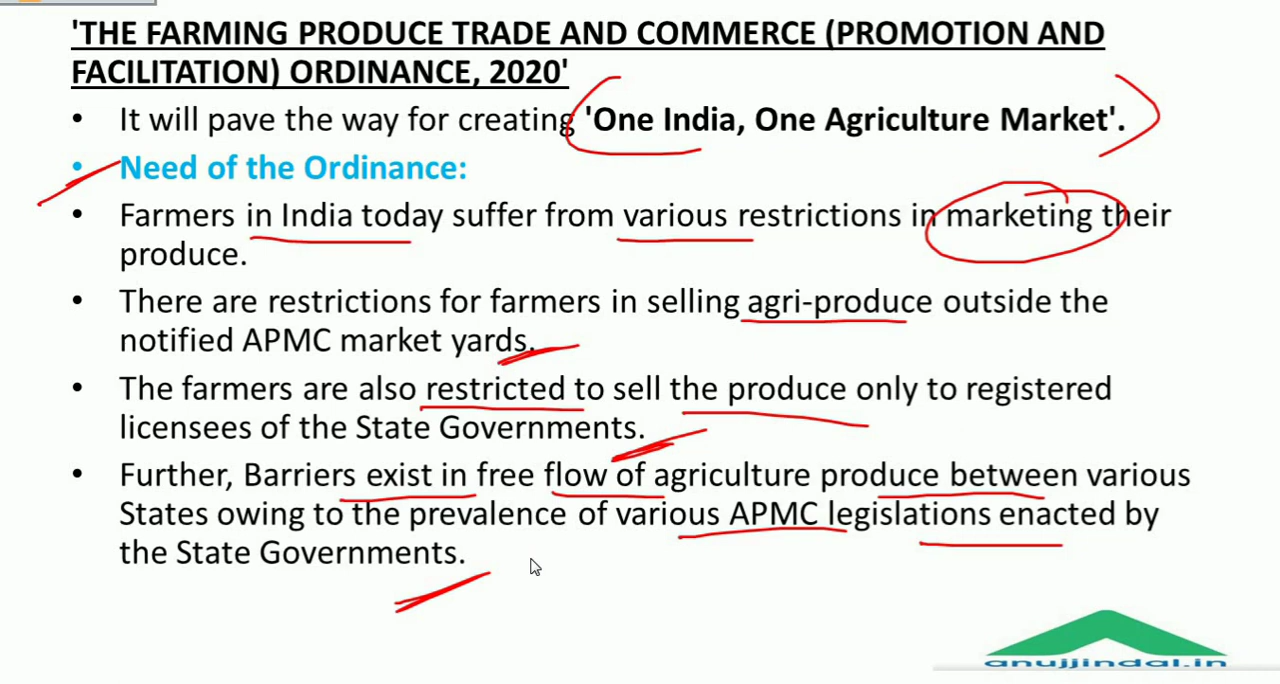 'THE FARMING PRODUCE TRADE AND COMMERCE (PROMOTION AND
FACILITATION) ORDINANCE, 2020'
• It will pave the way for creating 'One India, One Agriculture Market'.
• Need of the Ordinance:
• Farmers in India today suffer from various restrictions in marketing their
produce.
• There are restrictions for farmers in selling agri-produce outside the
notified APMC market yards.
• The farmers are also restricted to sell the produce only to registered
licensees of the State Governments.
• Further, Barriers exist in free flow of agriculture produce between various
States owing to the prevalence of various APMC legislations enacted by
the State Governments.
anujjindal.in